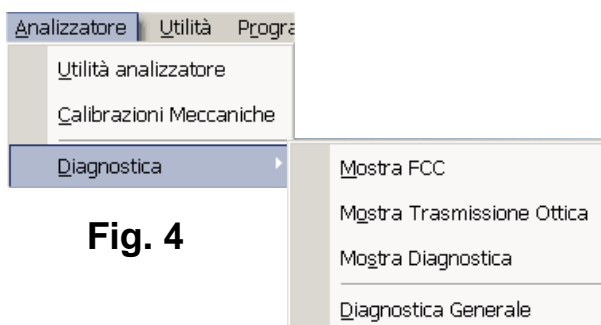 Analizzatore Utilità Progra
Utilità analizzatore
Calibrazioni Meccaniche
Diagnostica
Mostra FCC
Mostra Trasmissione Ottica
Mostra Diagnostica
Diagnostica Generale
Fig. 4